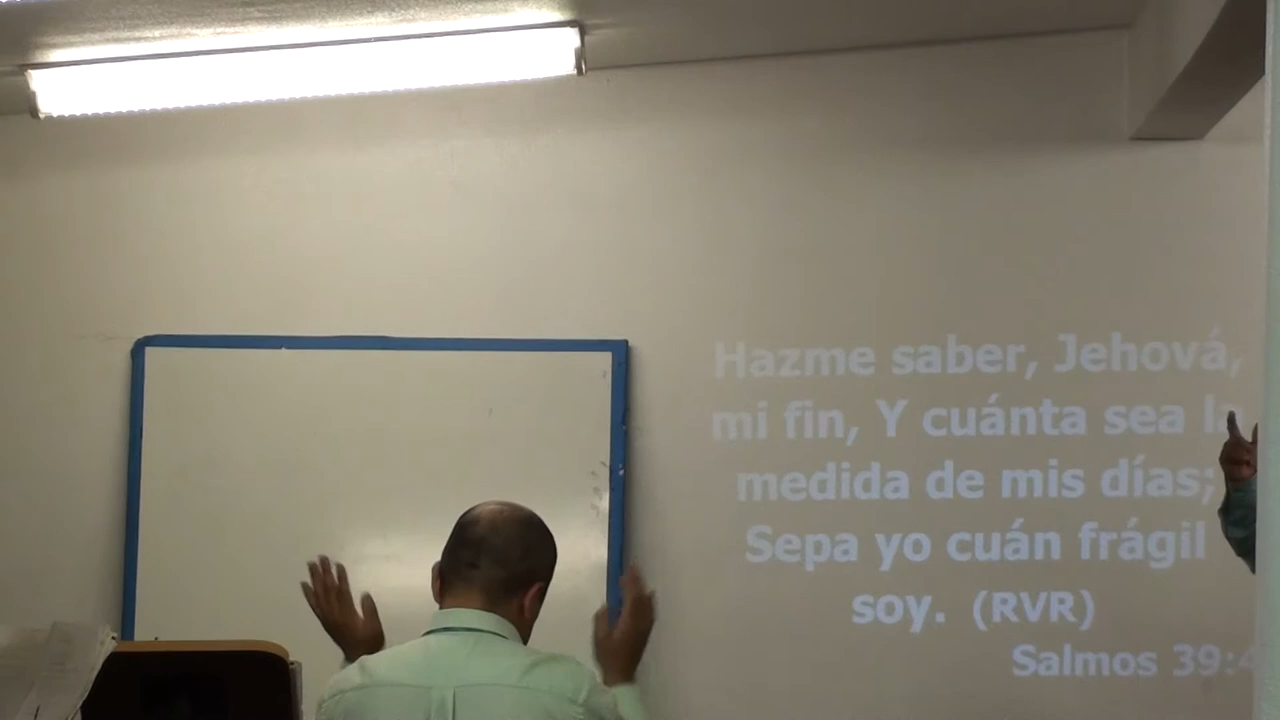 Hazme saber, Jehová,
mi fin, Y cuánta sea la
medida de mis días;
Sepa yo cuán frágil
soy. (RVR)
Salmos 39:4